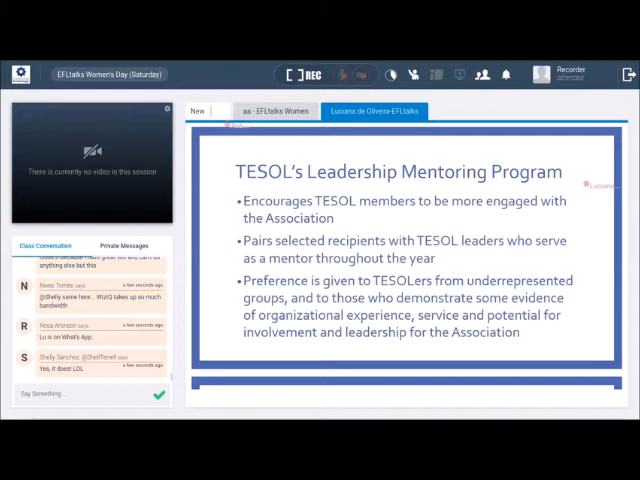 EFLtalks Women's Day (Saturday)
[ ] REC
Recorder
attendee
There is currently no video in this session
New
aa - EFLtalks Women
Luciana de Oliveira-EFLtalks
TESOL's Leadership Mentoring Program
•Encourages TESOL members to be more engaged with
the Association
•Pairs selected recipients with TESOL leaders who serve
as a mentor throughout the year
•Preference is given to TESOLers from underrepresented
groups, and to those who demonstrate some evidence
of organizational experience, service and potential for
involvement and leadership for the Association
Luciana...
Class Conversation
Private Messages
anything else but this
N
Nives Torresi says
a few seconds ago
@Shelly same here... WizIQ takes up so much
bandwidth
R
Rosa Aronson says
a few seconds ago
Lu is on What's App.
S
Shelly Sanchez, @ShellTerrell says
a few seconds ago
Yes, it does! LOL
Say Something ...